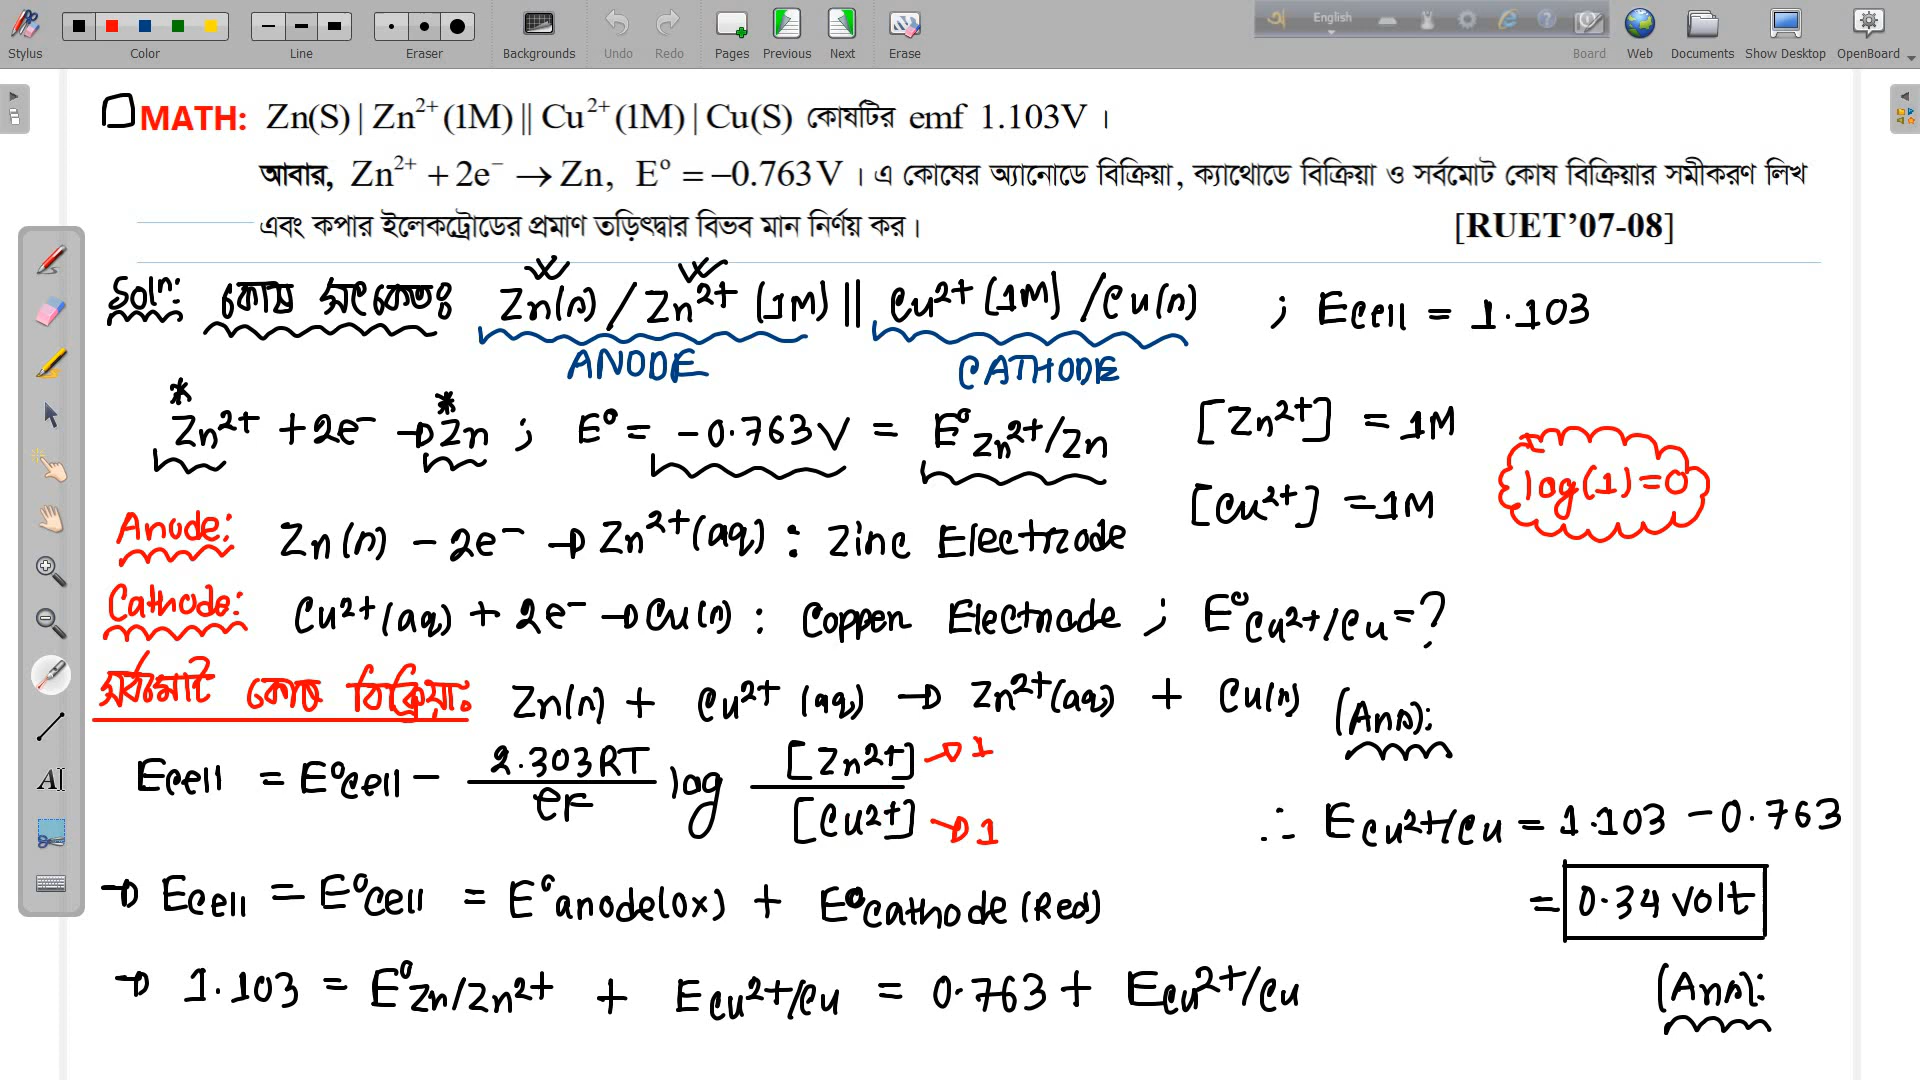 Stylus Color Line Eraser Backgrounds Undo Redo Pages Previous Next Erase English Board Web Documents Show Desktop OpenBoard
MATH: Zn(S) | Zn²⁺ (1M) || Cu²⁺ (1M) | Cu(S) কোষটির emf 1.103V ।
আবার, Zn²⁺ + 2e⁻ → Zn, E° = −0.763 V । এ কোষের অ্যানোডে বিক্রিয়া, ক্যাথোডে বিক্রিয়া ও সর্বমোট কোষ বিক্রিয়ার সমীকরণ লিখ
এবং কপার ইলেকট্রোডের প্রমাণ তড়িৎদ্বার বিভব মান নির্ণয় কর। [RUET’07-08]
Soln: কোষ সংকেতঃ Zn(s) / Zn²⁺ (1M) || Cu²⁺ (1M) / Cu(s) ; Ecell = 1.103
ANODE CATHODE
Zn²⁺ + 2e⁻ → Zn ; E° = −0.763V = E° Zn²⁺/Zn [Zn²⁺] = 1M
log(1) = 0
[Cu²⁺] = 1M
Anode: Zn(s) − 2e⁻ → Zn²⁺(aq) : Zinc Electrode
Cathode: Cu²⁺(aq) + 2e⁻ → Cu(s) : Copper Electrode ; E° Cu²⁺/Cu = ?
সর্বমোট কোষ বিক্রিয়া: Zn(s) + Cu²⁺ (aq) → Zn²⁺(aq) + Cu(s) (Ans):
Ecell = E°cell − 2.303RT/eF log [Zn²⁺] → 1 / [Cu²⁺] → 1
∴ E Cu²⁺/Cu = 1.103 − 0.763
→ Ecell = E°cell = E° anode(ox) + E° cathode (Red)
= 0.34 volt
→ 1.103 = E° Zn/Zn²⁺ + E Cu²⁺/Cu = 0.763 + E Cu²⁺/Cu
(Ans):